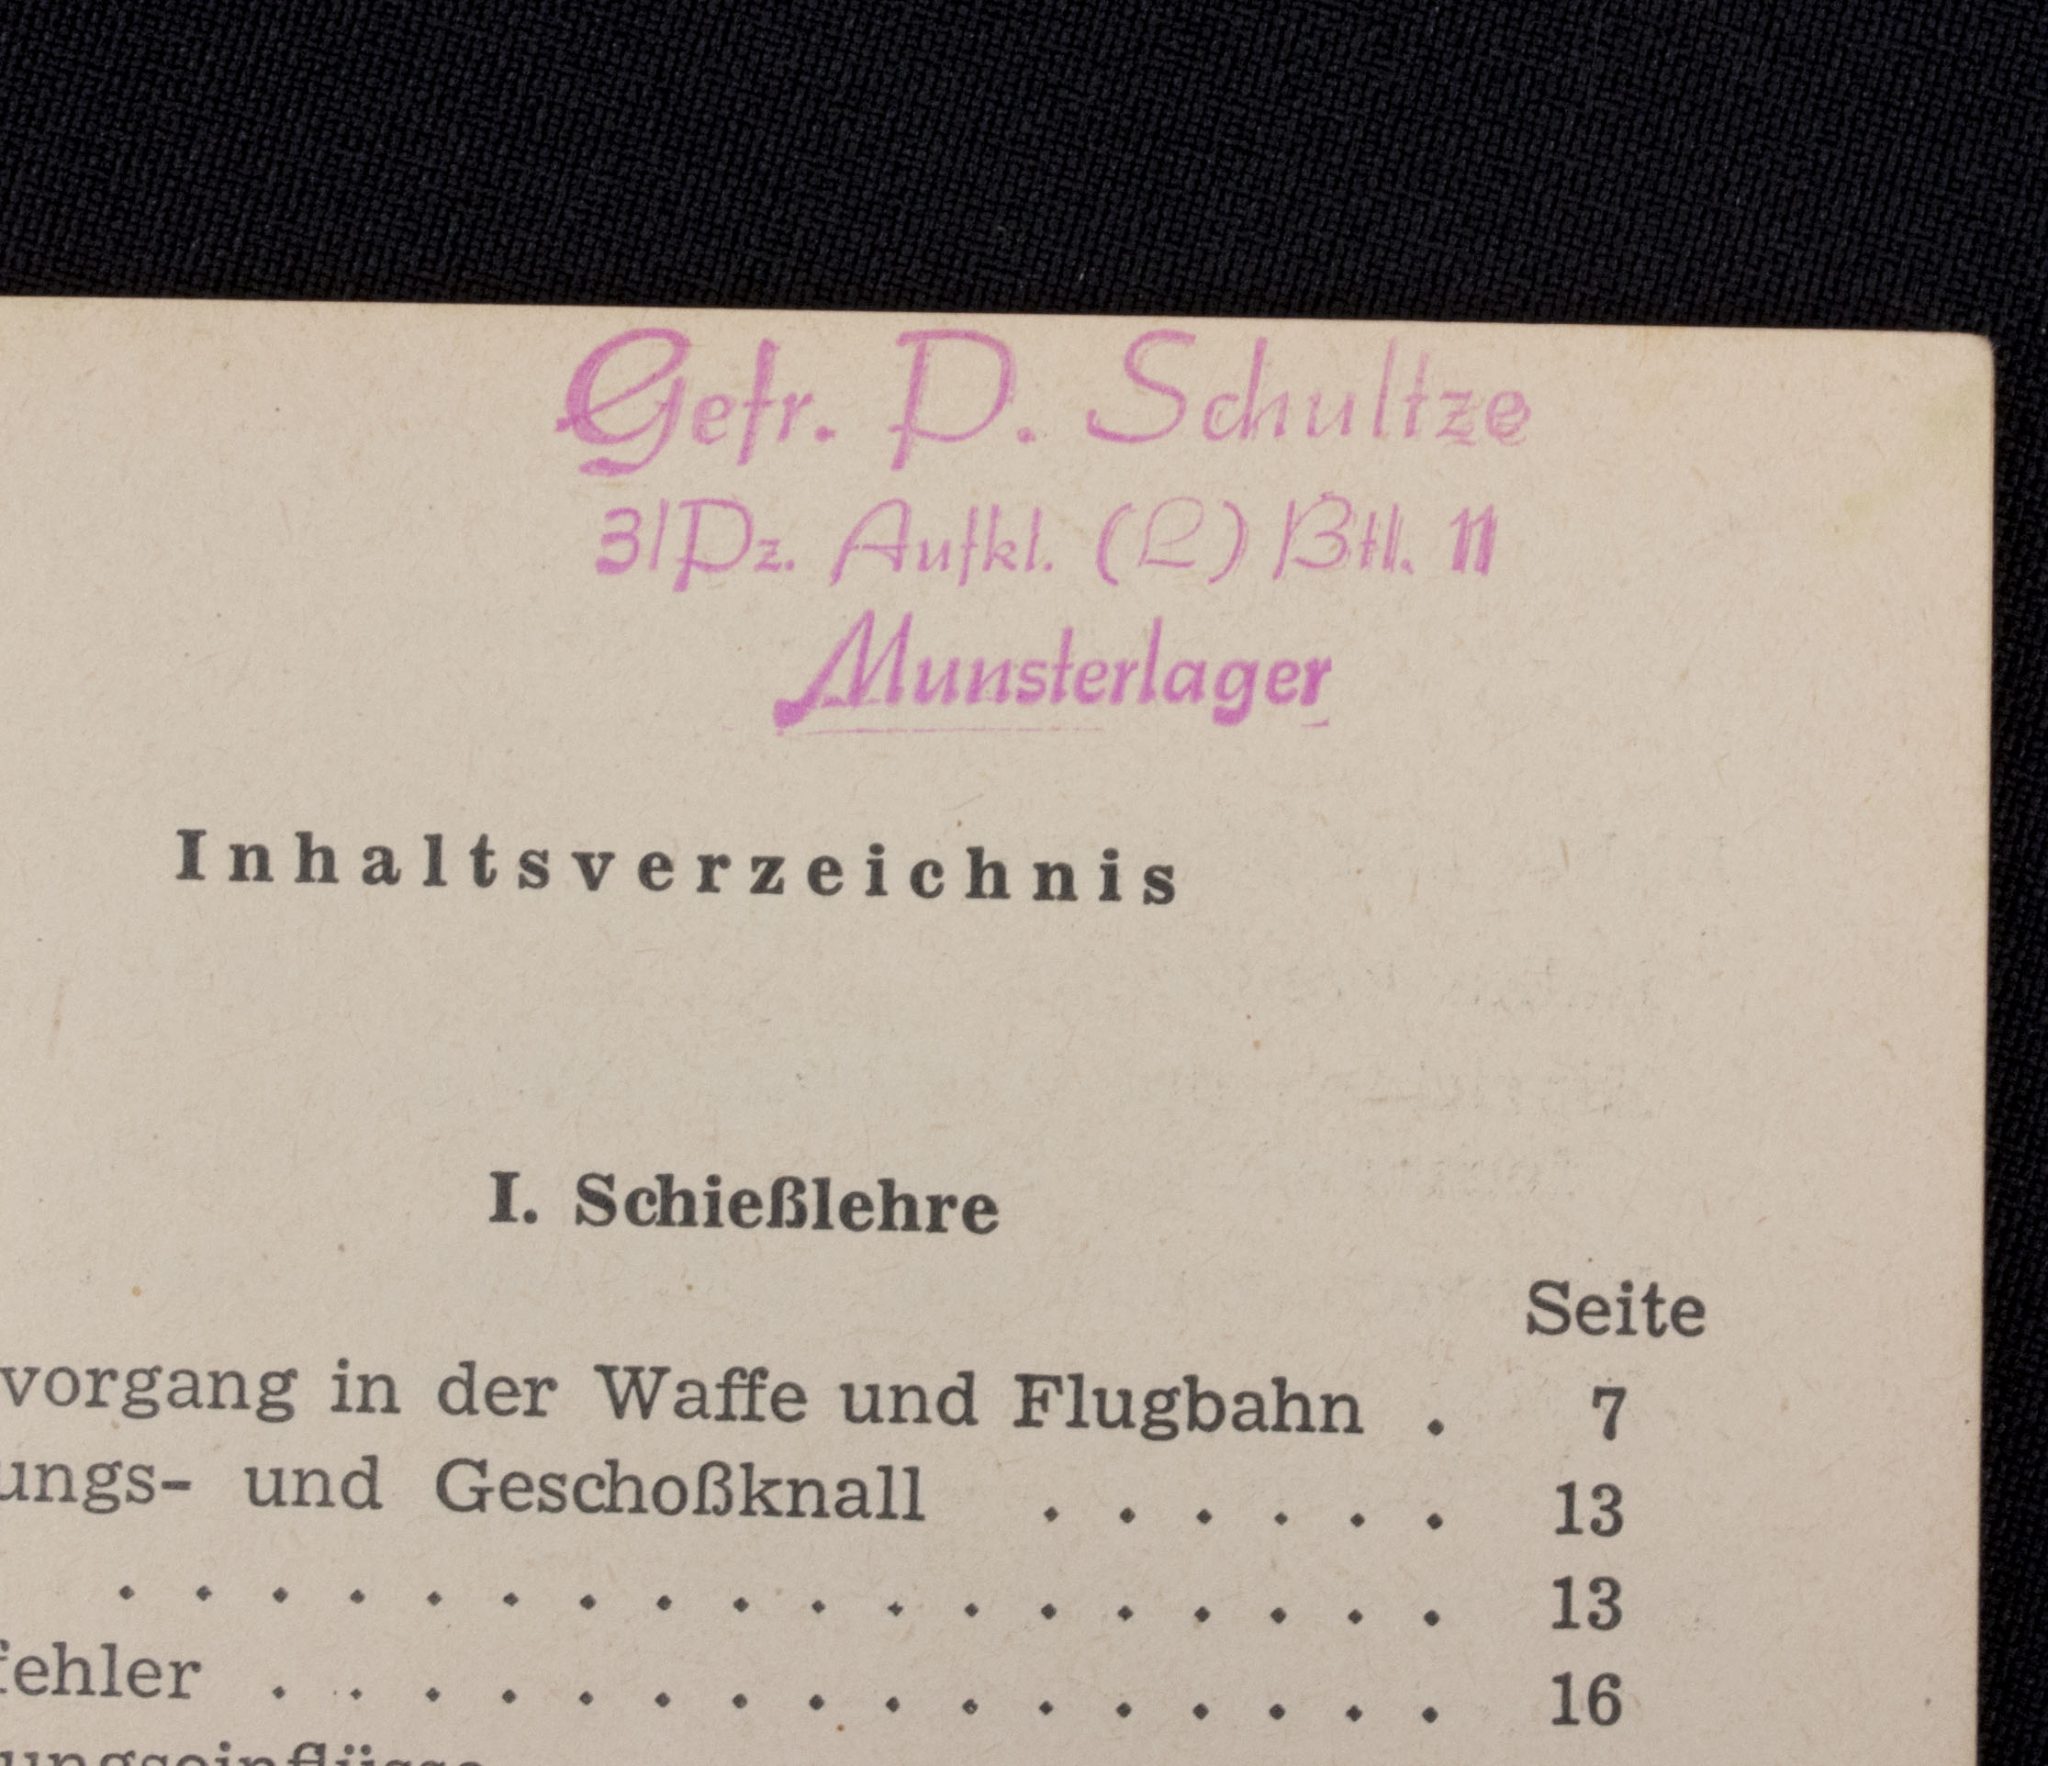 Gefr. D. Schultze
3/Pz. Aufkl. (L) Btl. 11
Munsterlager
Inhaltsverzeichnis
I. Schießlehre
Seite
vorgang in der Waffe und Flugbahn . 7
ungs- und Geschoßknall . . . . . . 13
. . . . . . . . . . . . . . . . . . 13
fehler . . . . . . . . . . . . . . . . 16